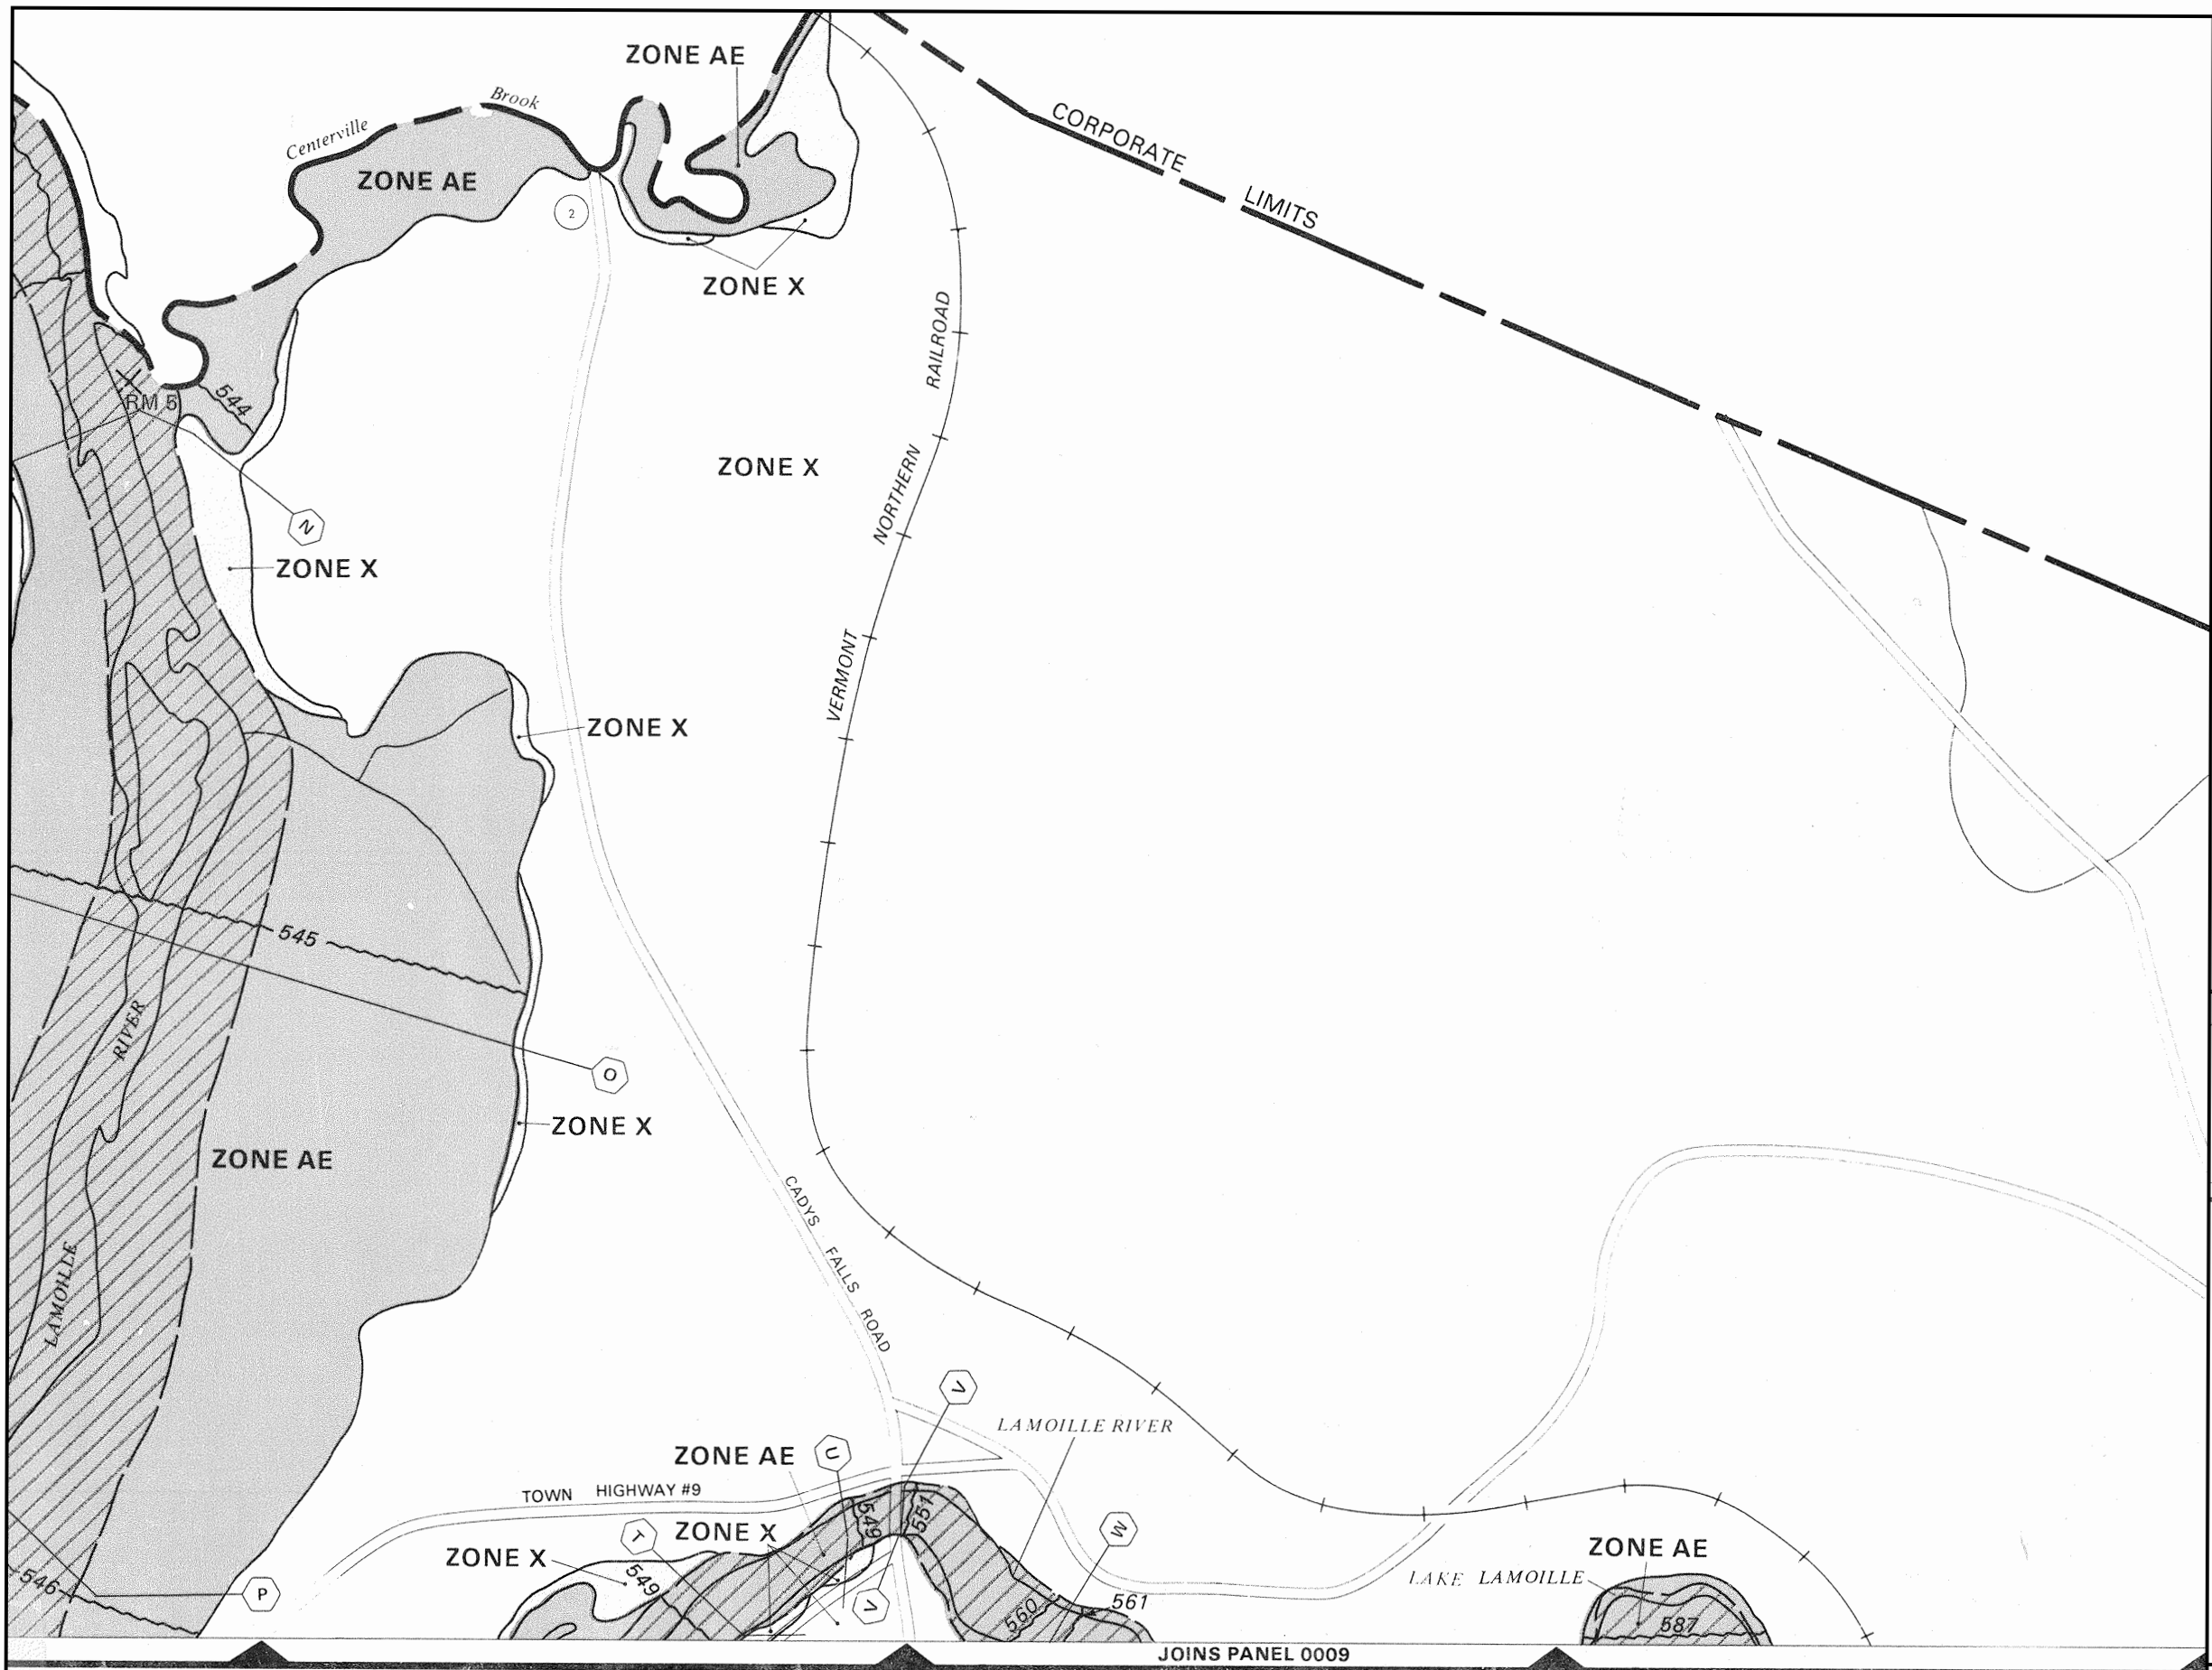 ZONE AE
Brook
Centerville
CORPORATE
LIMITS
ZONE AE
2
ZONE X
RAILROAD
544
RM 5
ZONE X
NORTHERN
N
ZONE X
VERMONT
ZONE X
545
RIVER
O
ZONE X
ZONE AE
CADYS
FALLS
ROAD
LAMOILLE
V
LAMOILLE RIVER
ZONE AE
U
TOWN HIGHWAY #9
549
551
T
ZONE X
W
ZONE X
ZONE AE
549
546
P
V
560
561
LAKE LAMOILLE
587
JOINS PANEL 0009